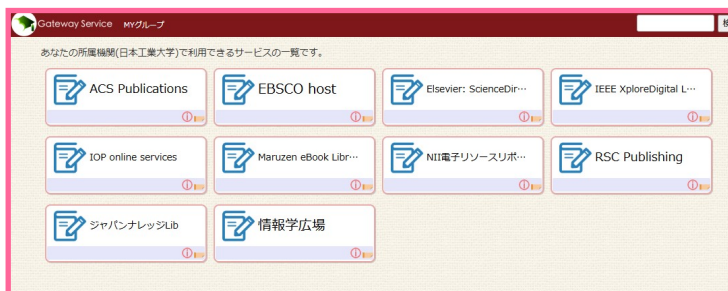 Gateway Service MYグループ
あなたの所属機関(日本工業大学)で利用できるサービスの一覧です。
ACS Publications
EBSCO host
Elsevier: ScienceDir…
IEEE XploreDigital L…
IOP online services
Maruzen eBook Libr…
NII電子リソースリポ…
RSC Publishing
ジャパンナレッジLib
情報学広場